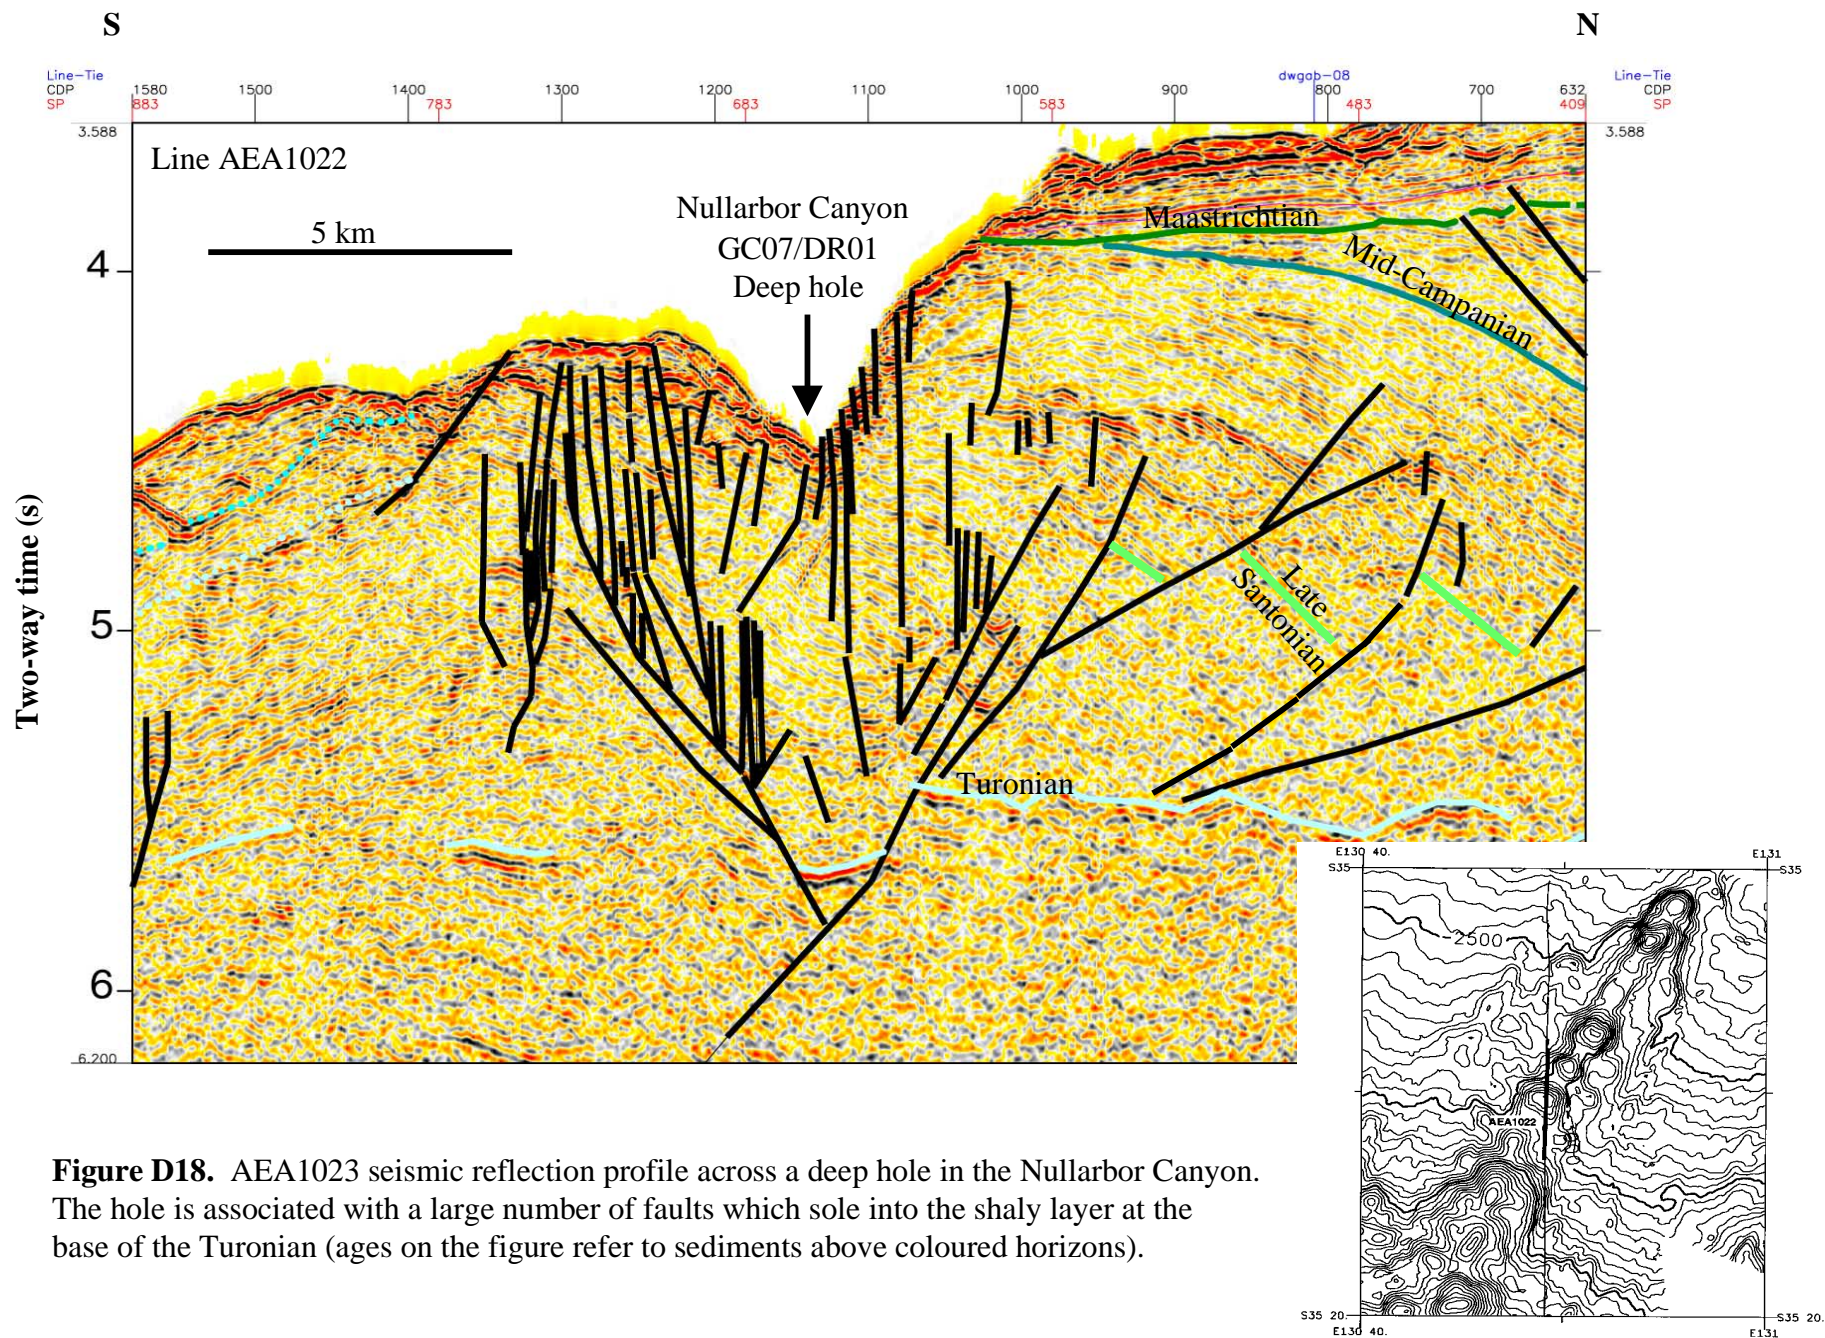 S N
Line-Tie dwgab-08 Line-Tie
CDP 1580 1500 1400 1300 1200 1100 1000 900 800 700 632 CDP
SP 883 783 683 583 483 409 SP
3.588 3.588
Line AEA1022
5 km
Nullarbor Canyon
GC07/DR01
Deep hole
Maastrichtian
Mid-Campanian
4
5
6
6.200
Two-way time (s)
Late
Santonian
Turonian
E130 40. E131
S35 S35
-2500
AEA1022
S35 20. S35 20.
E130 40. E131
Figure D18. AEA1023 seismic reflection profile across a deep hole in the Nullarbor Canyon.
The hole is associated with a large number of faults which sole into the shaly layer at the
base of the Turonian (ages on the figure refer to sediments above coloured horizons).